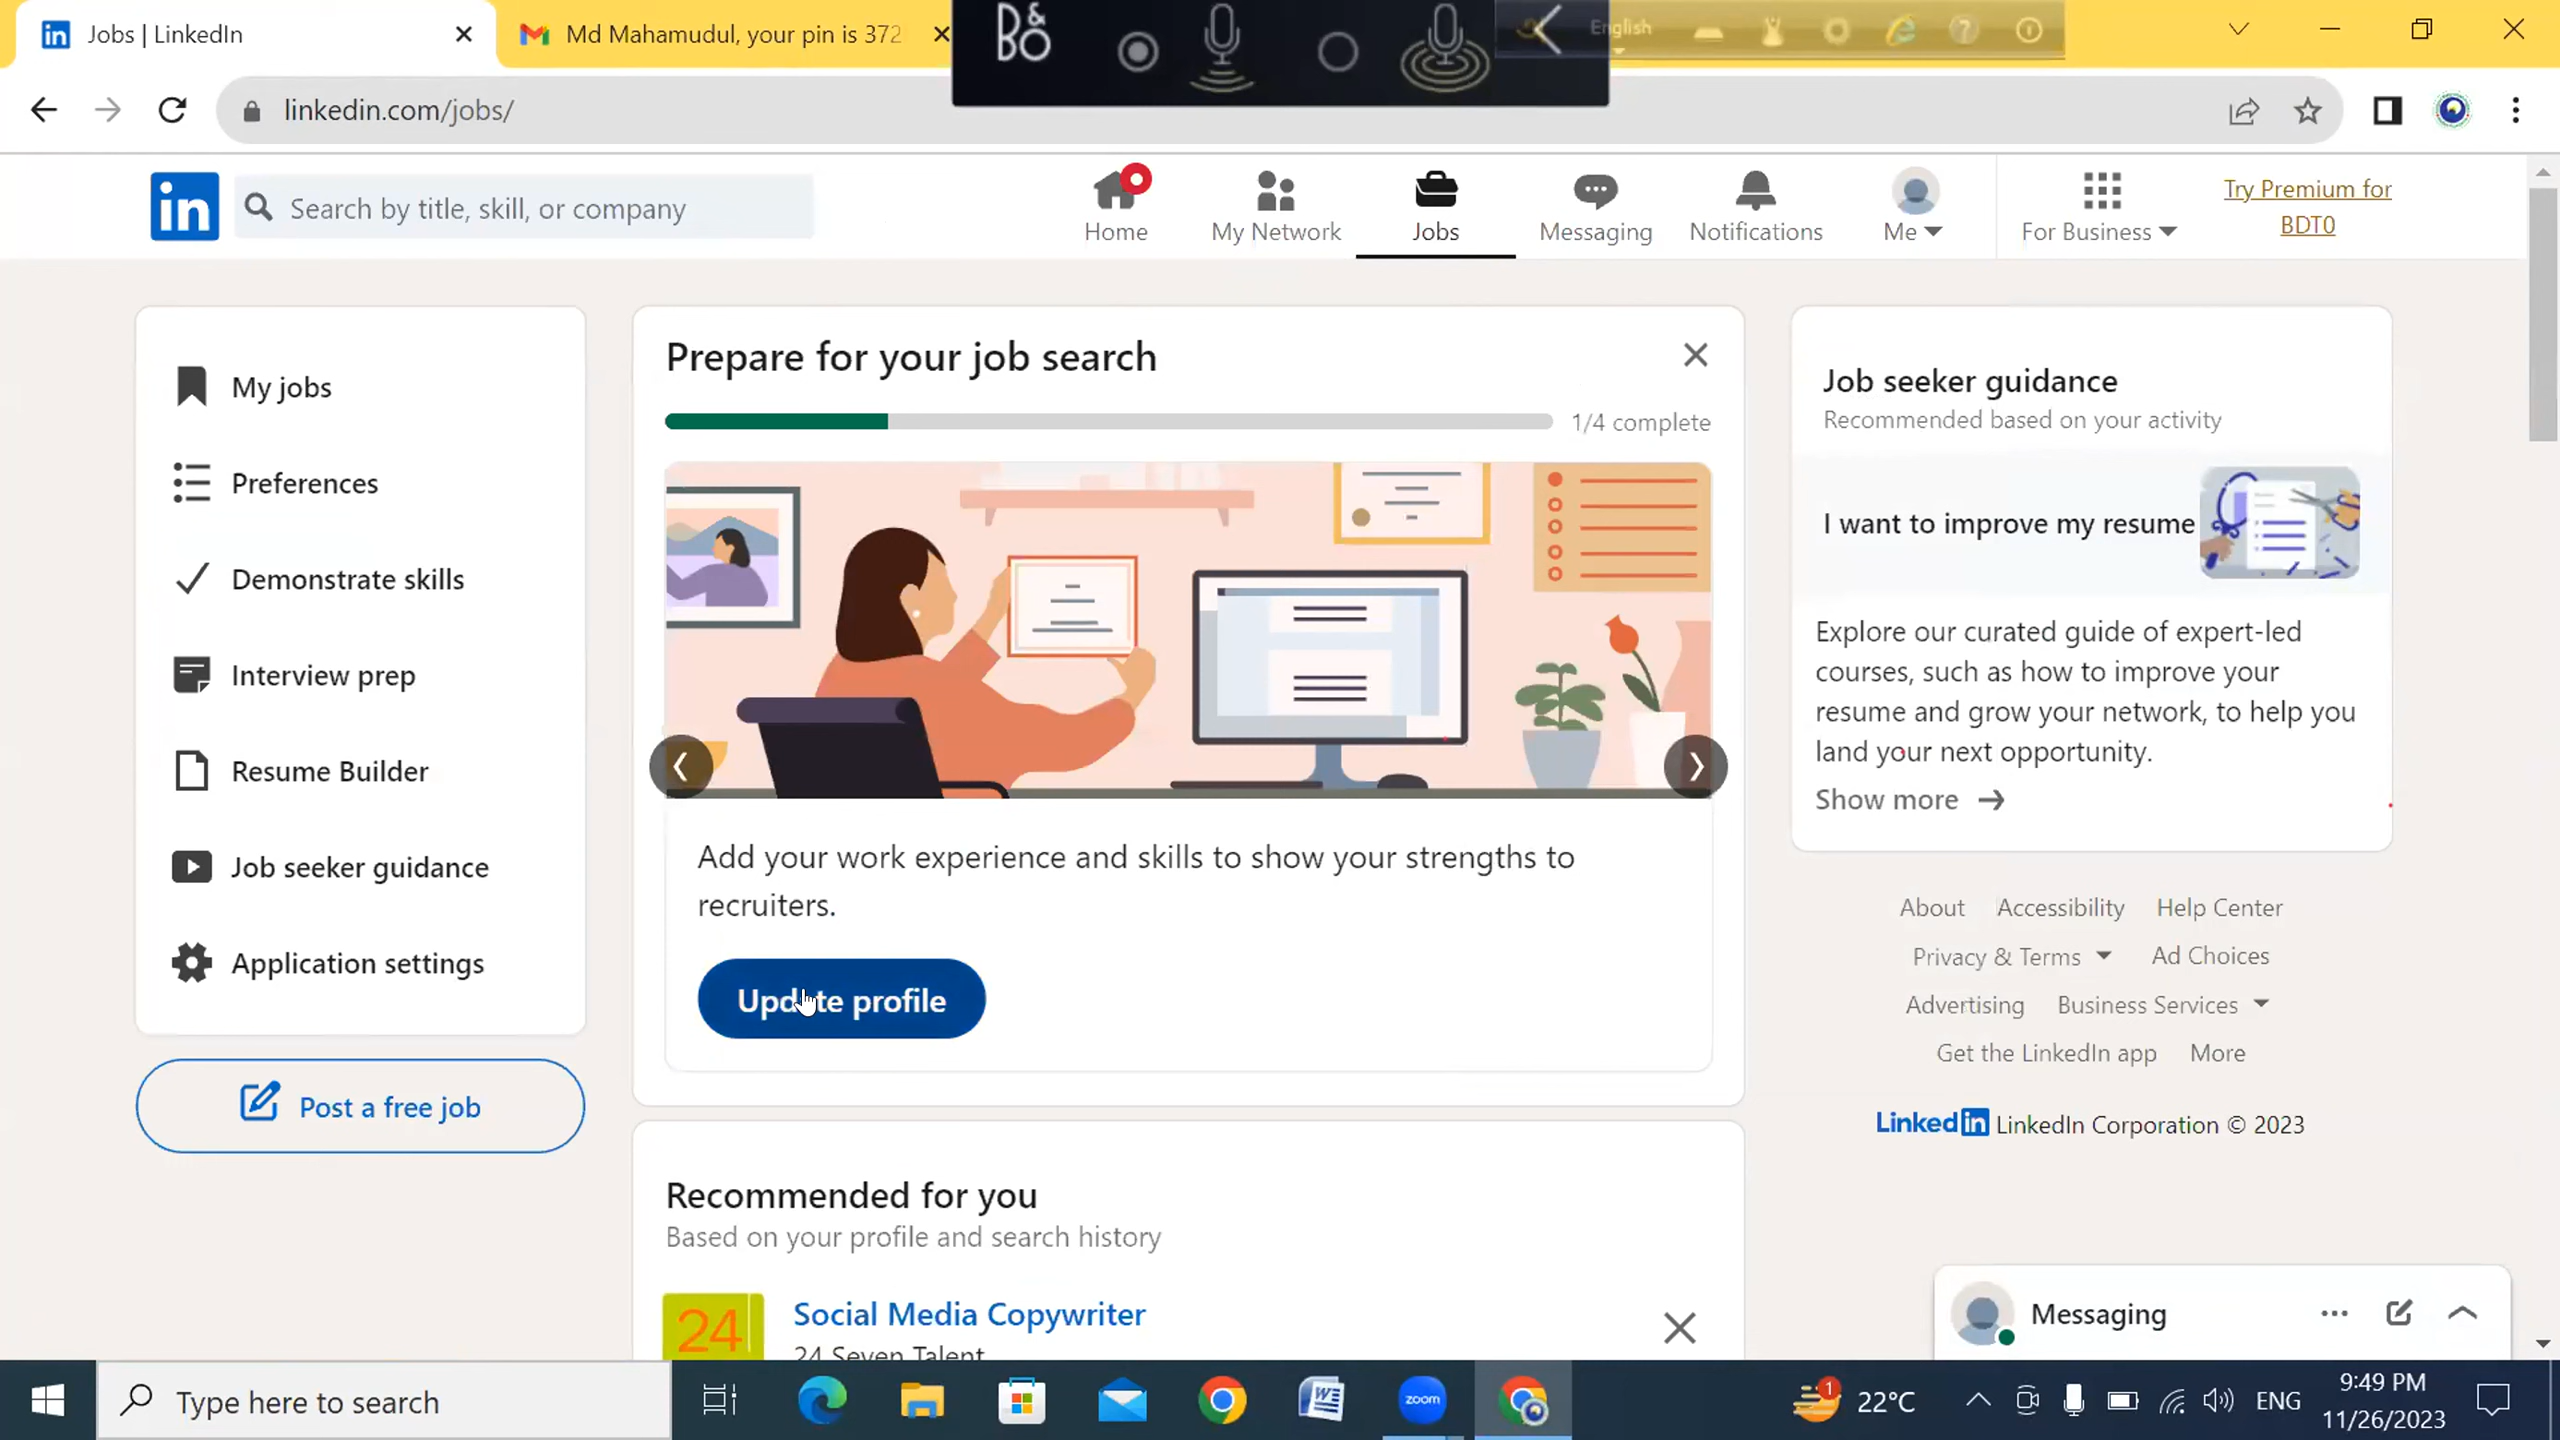 Jobs | LinkedIn
Md Mahamudul, your pin is 372
B&O
English
linkedin.com/jobs/
in
Search by title, skill, or company
Home
My Network
Jobs
Messaging
Notifications
Me
For Business
Try Premium for
BDT0
My jobs
Preferences
Demonstrate skills
Interview prep
Resume Builder
Job seeker guidance
Application settings
Post a free job
Prepare for your job search
1/4 complete
Add your work experience and skills to show your strengths to
recruiters.
Update profile
Recommended for you
Based on your profile and search history
24
Social Media Copywriter
24 Seven Talent
Job seeker guidance
Recommended based on your activity
I want to improve my resume
Explore our curated guide of expert-led
courses, such as how to improve your
resume and grow your network, to help you
land your next opportunity.
Show more
About Accessibility Help Center
Privacy & Terms Ad Choices
Advertising Business Services
Get the LinkedIn app More
LinkedIn LinkedIn Corporation © 2023
Messaging
Type here to search
zoom
1
22°C
ENG
9:49 PM
11/26/2023